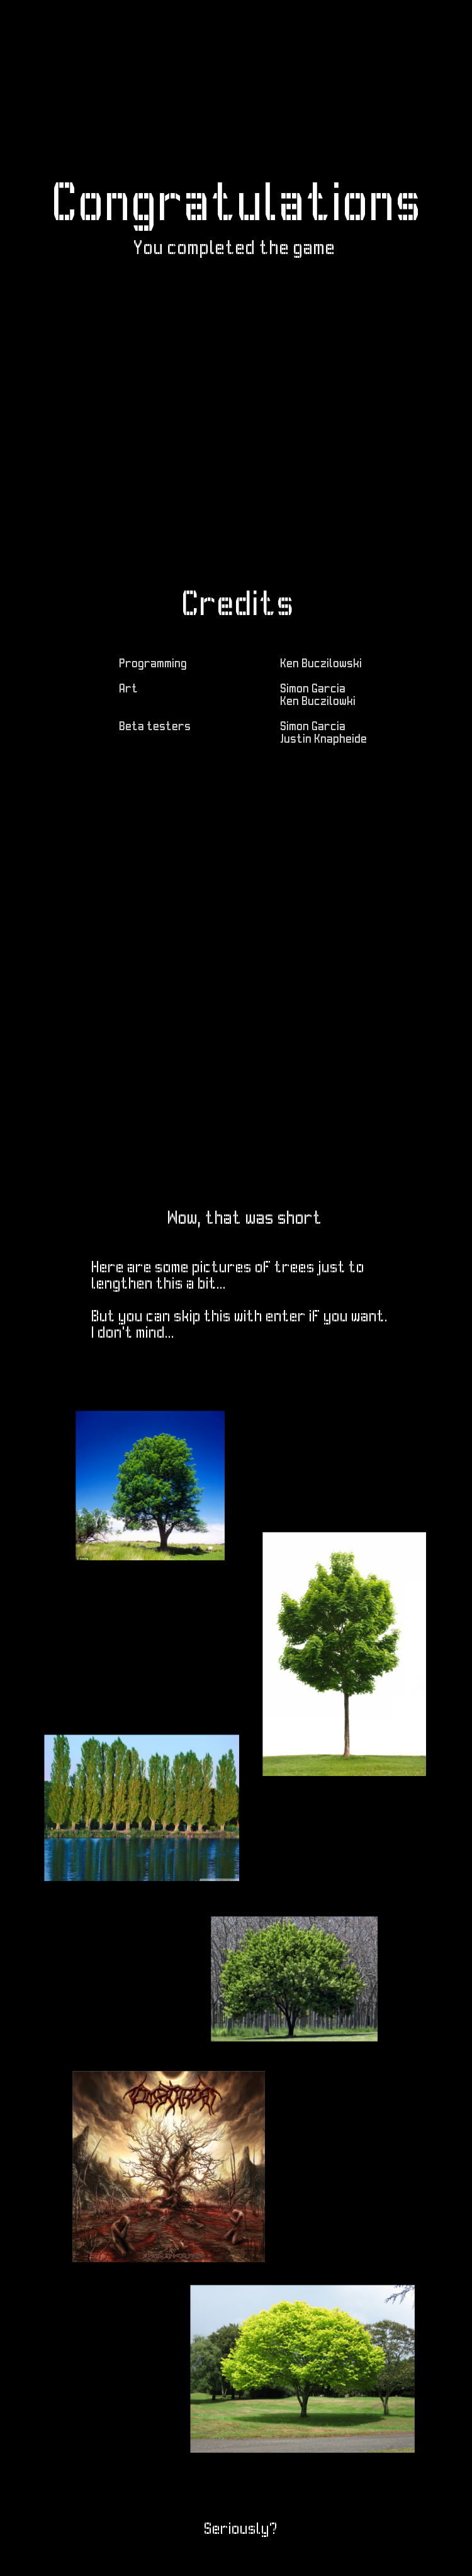 Congratulations
You completed the game
Credits
Programming Ken Buczilowski
Art Simon Garcia
Ken Buczilowki
Beta testers Simon Garcia
Justin Knapheide
Wow, that was short
Here are some pictures of trees just to
lengthen this a bit...
But you can skip this with enter if you want.
I don't mind...
Seriously?